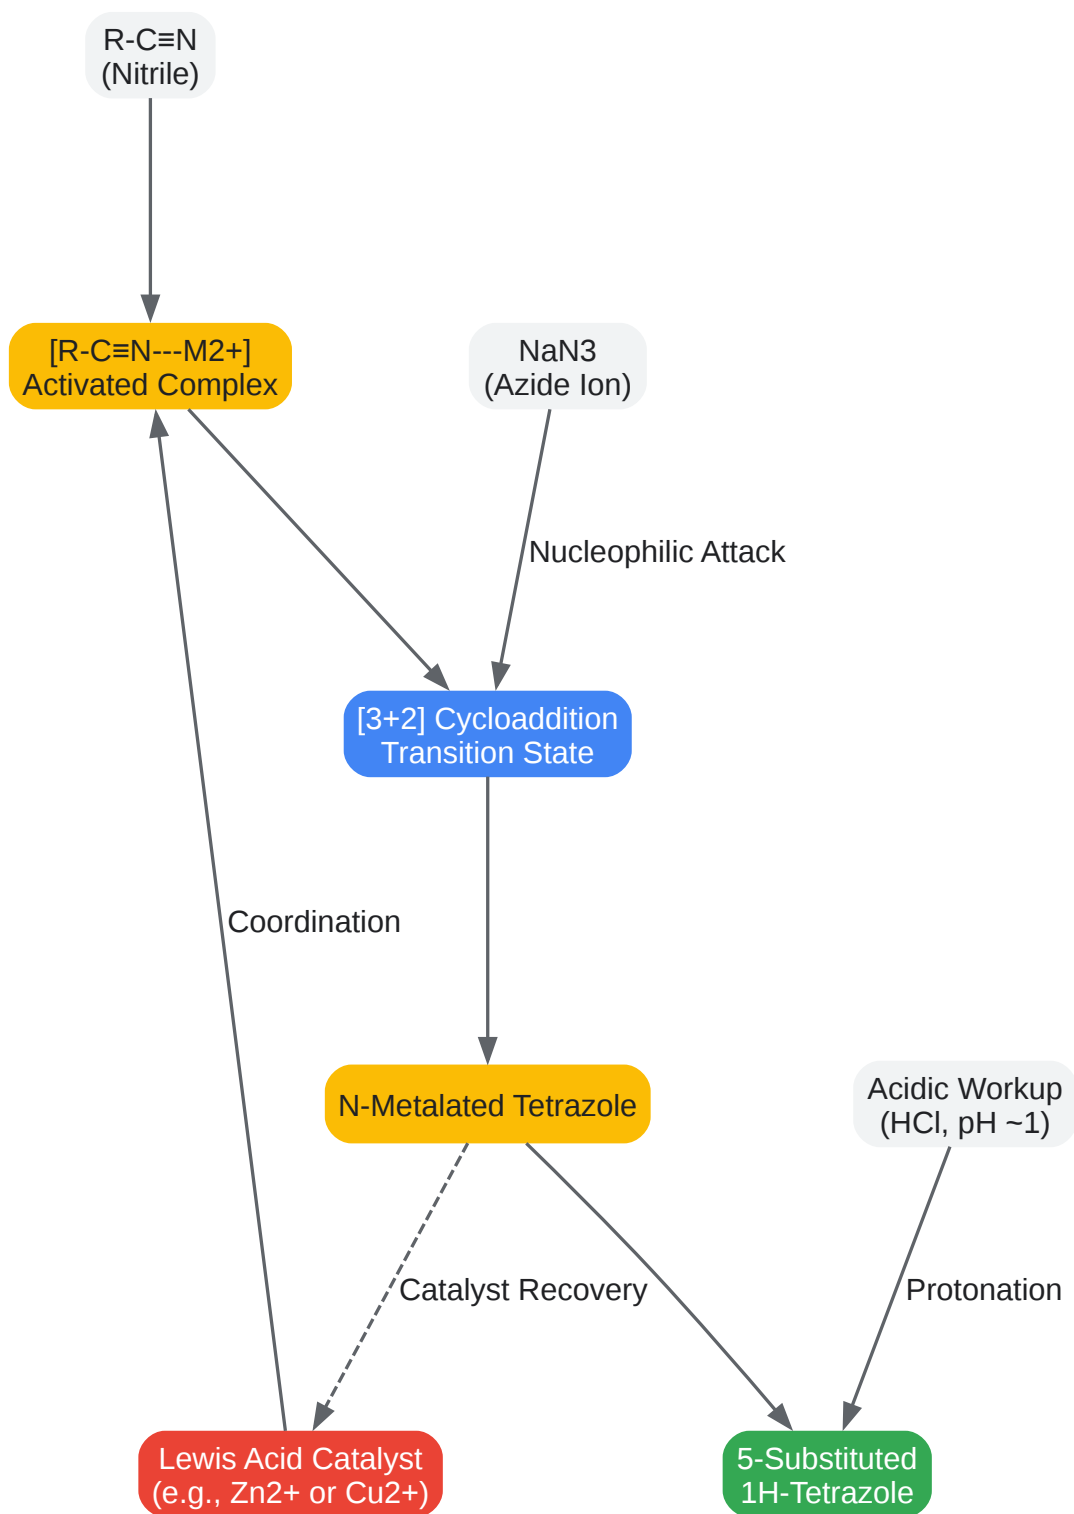 R-C≡N
(Nitrile)
[R-C≡N---M2+]
Activated Complex
NaN3
(Azide Ion)
Nucleophilic Attack
[3+2] Cycloaddition
Transition State
Coordination
N-Metalated Tetrazole
Acidic Workup
(HCl, pH ~1)
Catalyst Recovery
Protonation
Lewis Acid Catalyst
(e.g., Zn2+ or Cu2+)
5-Substituted
1H-Tetrazole